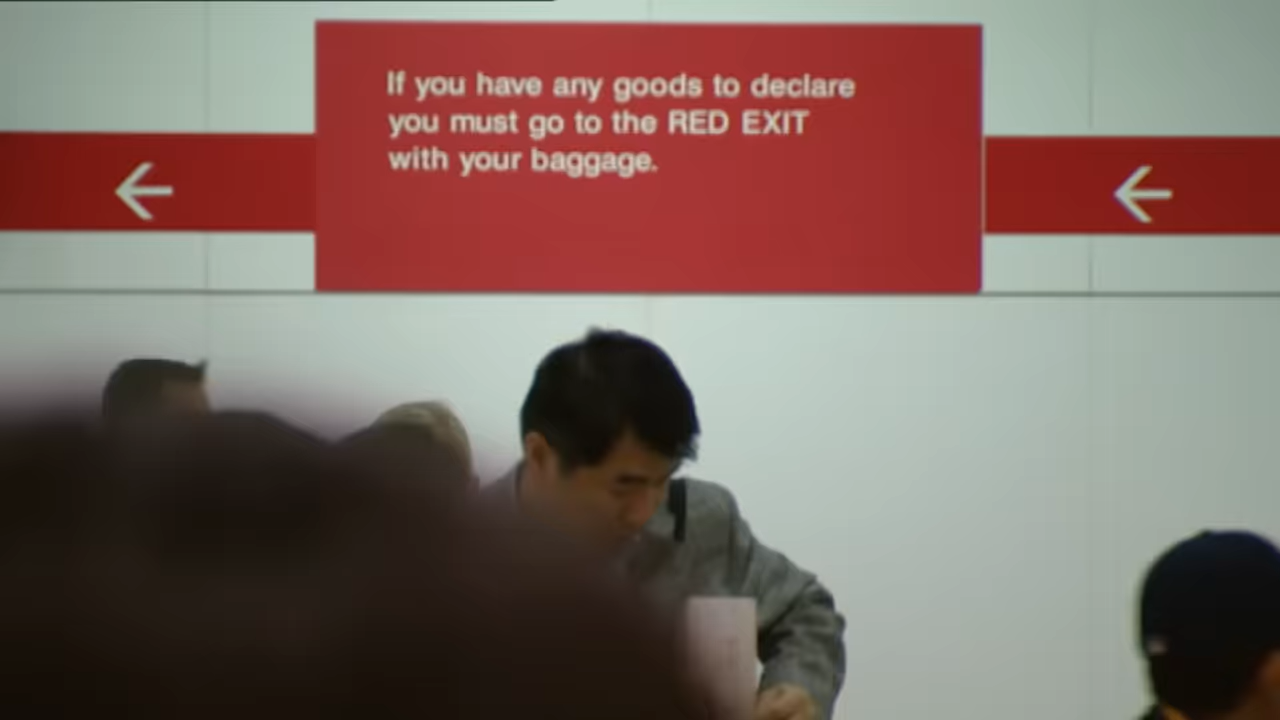 If you have any goods to declare
you must go to the RED EXIT
with your baggage.